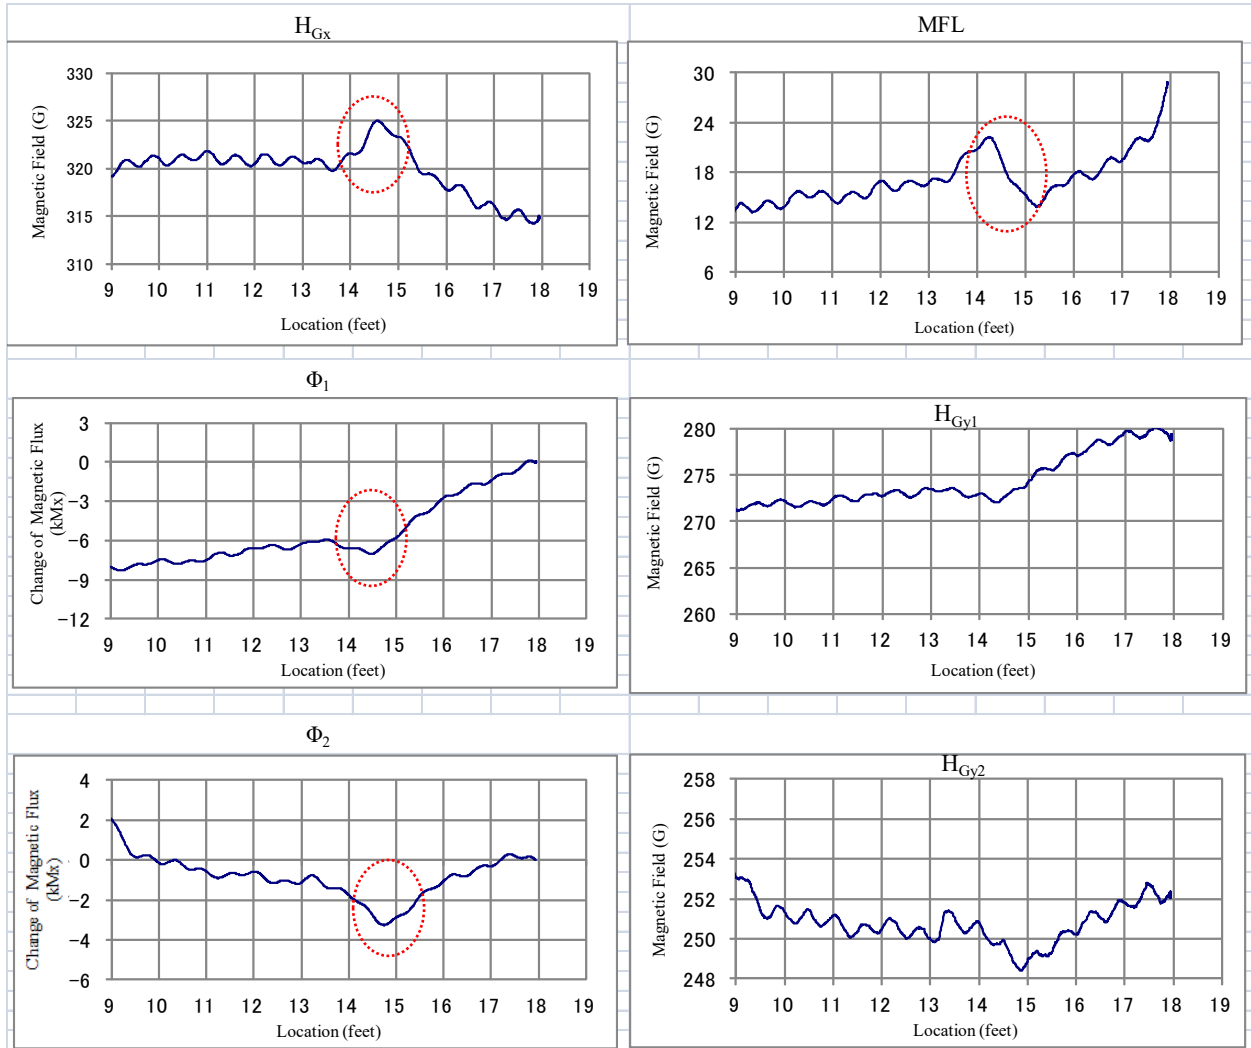 H_Gx
330
325
320
315
310
9 10 11 12 13 14 15 16 17 18 19
Magnetic Field (G)
Location (feet)
MFL
30
24
18
12
6
9 10 11 12 13 14 15 16 17 18 19
Magnetic Field (G)
Location (feet)
Φ1
3
0
−3
−6
−9
−12
9 10 11 12 13 14 15 16 17 18 19
Change of Magnetic Flux
(kMx)
Location (feet)
H_Gy1
280
275
270
265
260
9 10 11 12 13 14 15 16 17 18 19
Magnetic Field (G)
Location (feet)
Φ2
4
2
0
−2
−4
−6
9 10 11 12 13 14 15 16 17 18 19
Change of Magnetic Flux
(kMx)
Location (feet)
H_Gy2
258
256
254
252
250
248
9 10 11 12 13 14 15 16 17 18 19
Magnetic Field (G)
Location (feet)